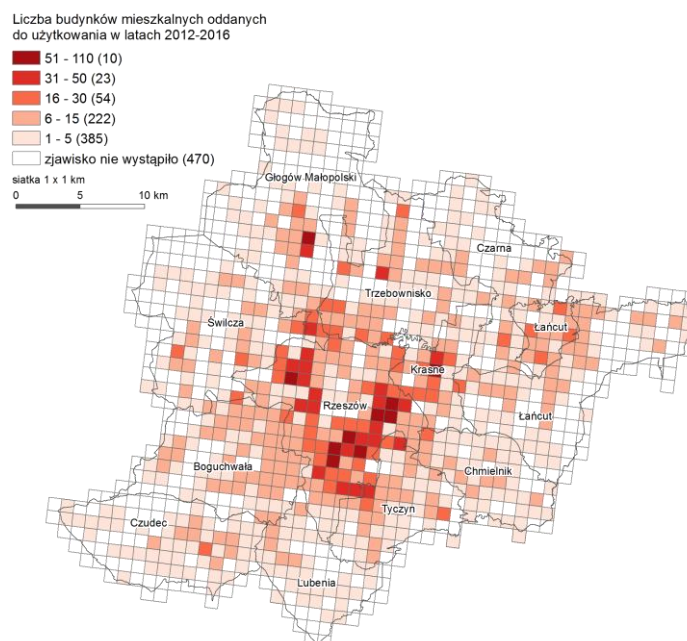 Liczba budynków mieszkalnych oddanych
do użytkowania w latach 2012-2016
51 - 110 (10)
31 - 50 (23)
16 - 30 (54)
6 - 15 (222)
1 - 5 (385)
zjawisko nie wystąpiło (470)
siatka 1 x 1 km
0 5 10 km
Głogów Małopolski
Czarna
Trzebownisko
Świlcza
Łańcut
Krasne
Rzeszów
Łańcut
Boguchwała
Chmielnik
Tyczyn
Czudec
Lubenia